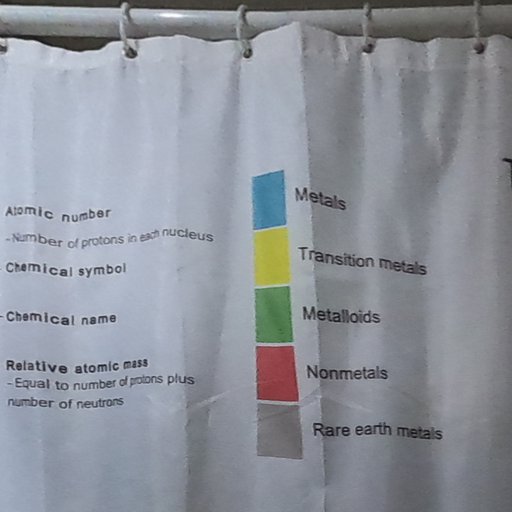 Atomic number
-Number of protons in each nucleus
Chemical symbol
-Chemical name
Relative atomic mass
-Equal to number of protons plus
number of neutrons
Metals
Transition metals
Metalloids
Nonmetals
Rare earth metals